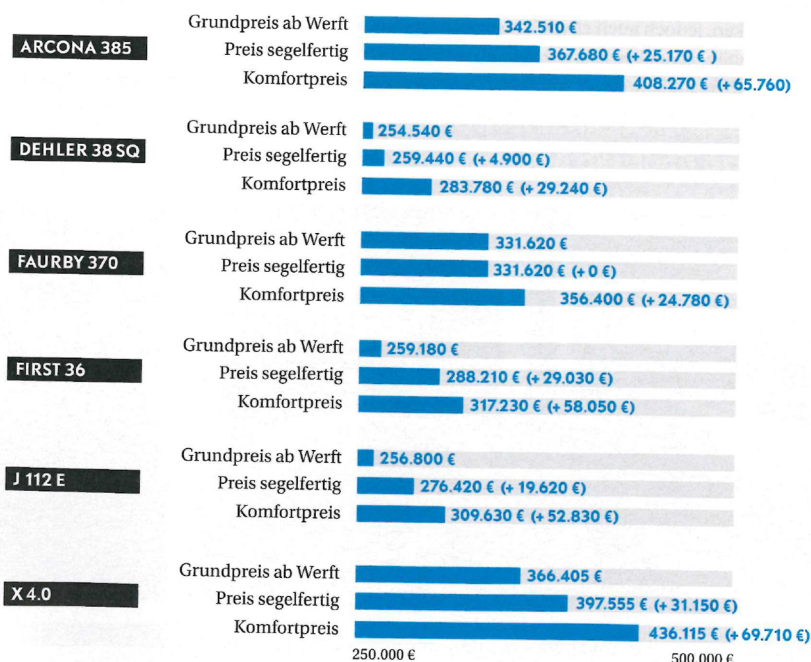 ARCONA 385
Grundpreis ab Werft 342.510 €
Preis segelfertig 367.680 € (+ 25.170 € )
Komfortpreis 408.270 € (+ 65.760)
DEHLER 38 SQ
Grundpreis ab Werft 254.540 €
Preis segelfertig 259.440 € (+ 4.900 €)
Komfortpreis 283.780 € (+ 29.240 €)
FAURBY 370
Grundpreis ab Werft 331.620 €
Preis segelfertig 331.620 € (+ 0 €)
Komfortpreis 356.400 € (+ 24.780 €)
FIRST 36
Grundpreis ab Werft 259.180 €
Preis segelfertig 288.210 € (+ 29.030 €)
Komfortpreis 317.230 € (+ 58.050 €)
J 112 E
Grundpreis ab Werft 256.800 €
Preis segelfertig 276.420 € (+ 19.620 €)
Komfortpreis 309.630 € (+ 52.830 €)
X 4.0
Grundpreis ab Werft 366.405 €
Preis segelfertig 397.555 € (+ 31.150 €)
Komfortpreis 436.115 € (+ 69.710 €)
250.000 € 500.000 €